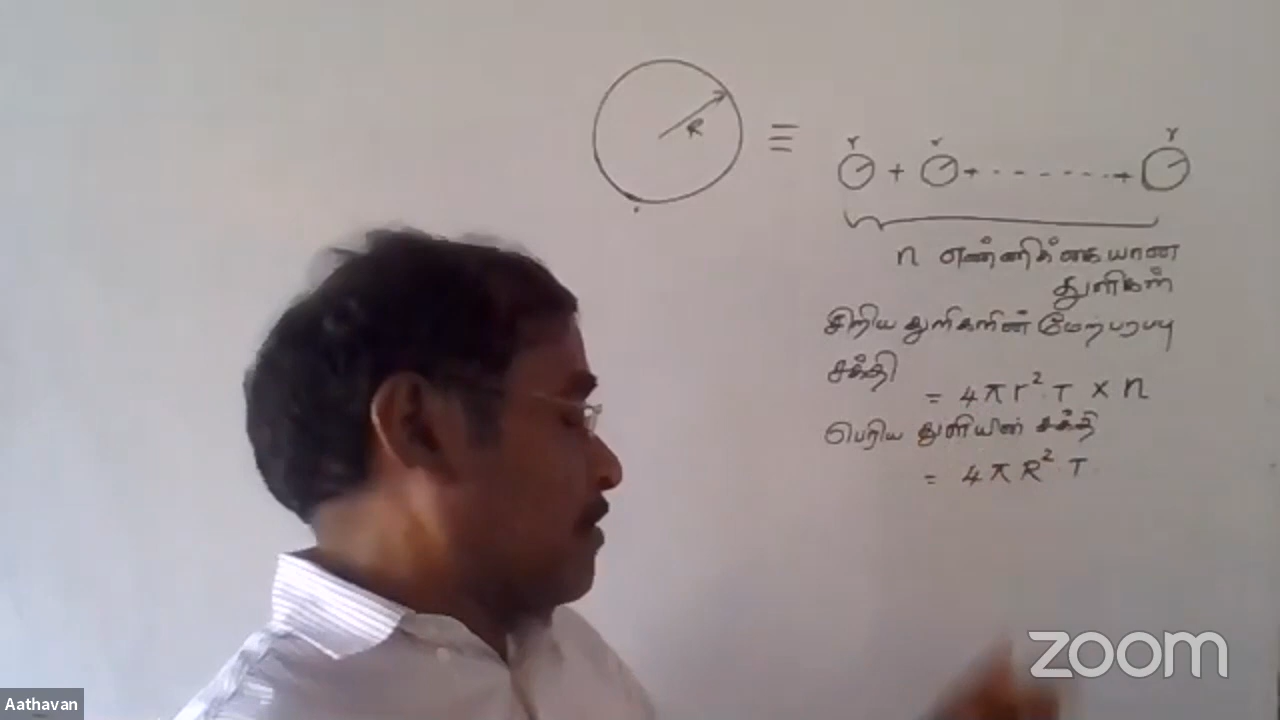 R
≡
r r r
+ + - - - - - - - +
n எண்ணிக்கையான
துளிகள்
சிறிய துளிகளின் மேற்பரப்பு
சக்தி
= 4πr².T × n
பெரிய துளியின் சக்தி
= 4πR².T
zoom
Aathavan